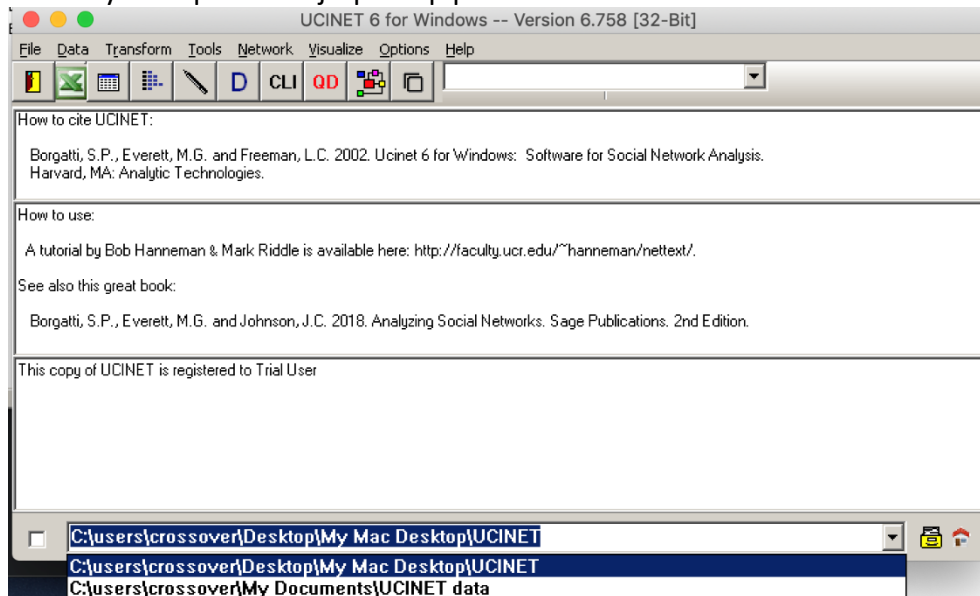 UCINET 6 for Windows -- Version 6.758 [32-Bit]
File Data Transform Tools Network Visualize Options Help
D CLI QD
How to cite UCINET:
Borgatti, S.P., Everett, M.G. and Freeman, L.C. 2002. Ucinet 6 for Windows: Software for Social Network Analysis.
Harvard, MA: Analytic Technologies.
How to use:
A tutorial by Bob Hanneman & Mark Riddle is available here: http://faculty.ucr.edu/~hanneman/nettext/.
See also this great book:
Borgatti, S.P., Everett, M.G. and Johnson, J.C. 2018. Analyzing Social Networks. Sage Publications. 2nd Edition.
This copy of UCINET is registered to Trial User
C:\users\crossover\Desktop\My Mac Desktop\UCINET
C:\users\crossover\Desktop\My Mac Desktop\UCINET
C:\users\crossover\My Documents\UCINET data